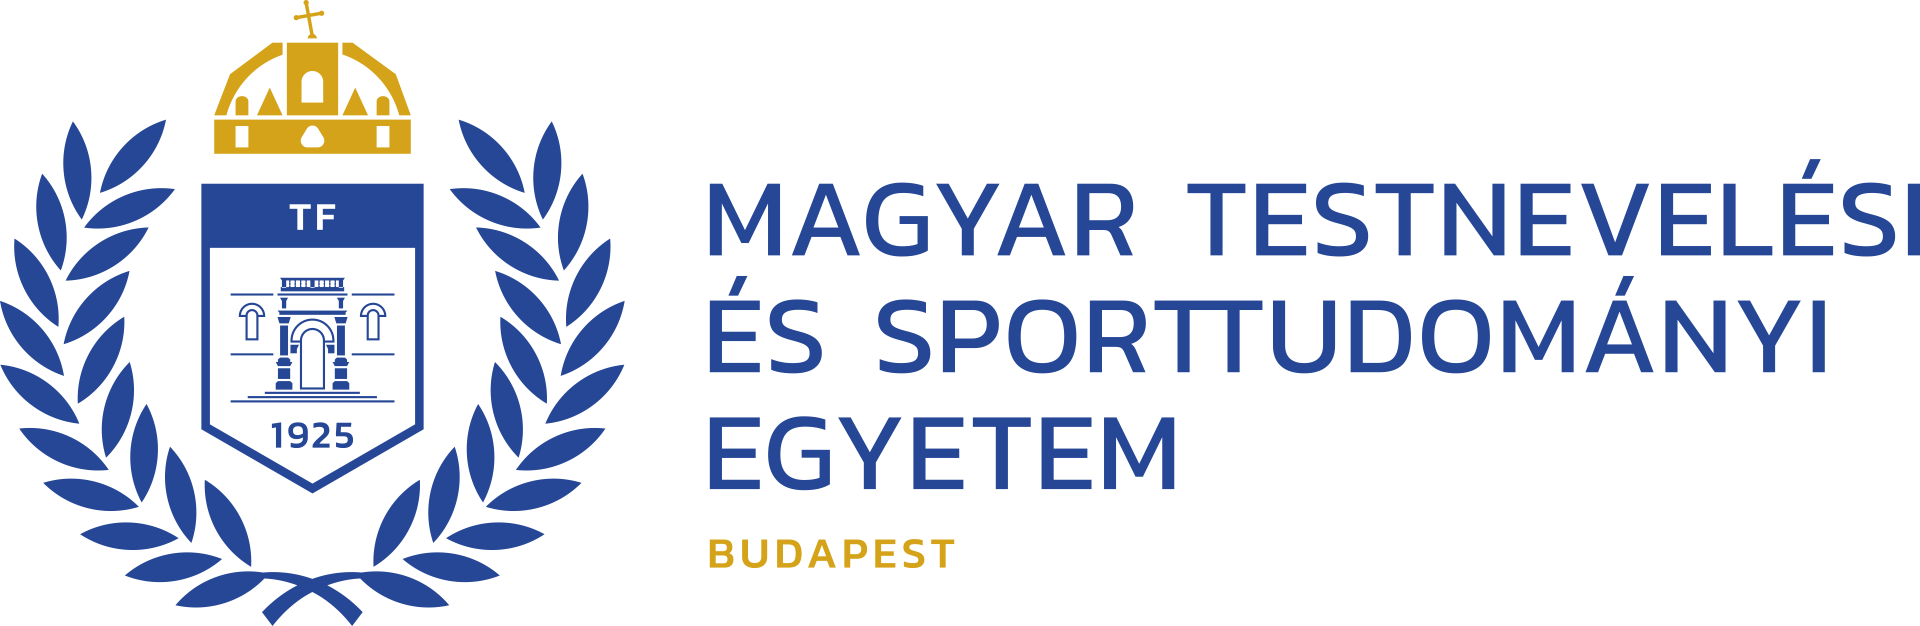 TF
1925
MAGYAR TESTNEVELÉSI
ÉS SPORTTUDOMÁNYI
EGYETEM
BUDAPEST